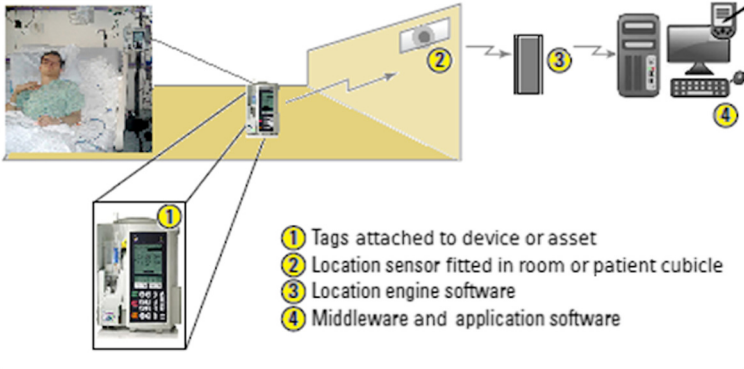 2
3
4
1
1 Tags attached to device or asset
2 Location sensor fitted in room or patient cubicle
3 Location engine software
4 Middleware and application software